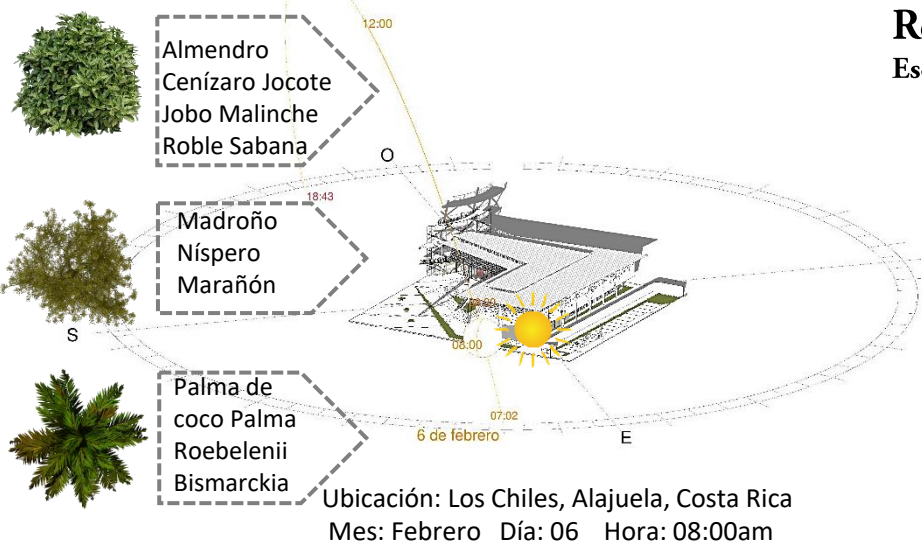 12:00
Almendro
Cenízaro Jocote
Jobo Malinche
Roble Sabana
O
18:43
Madroño
Níspero
Marañón
S
08:00
07:02
6 de febrero
E
Palma de
coco Palma
Roebelenii
Bismarckia
Ubicación: Los Chiles, Alajuela, Costa Rica
Mes: Febrero Día: 06 Hora: 08:00am